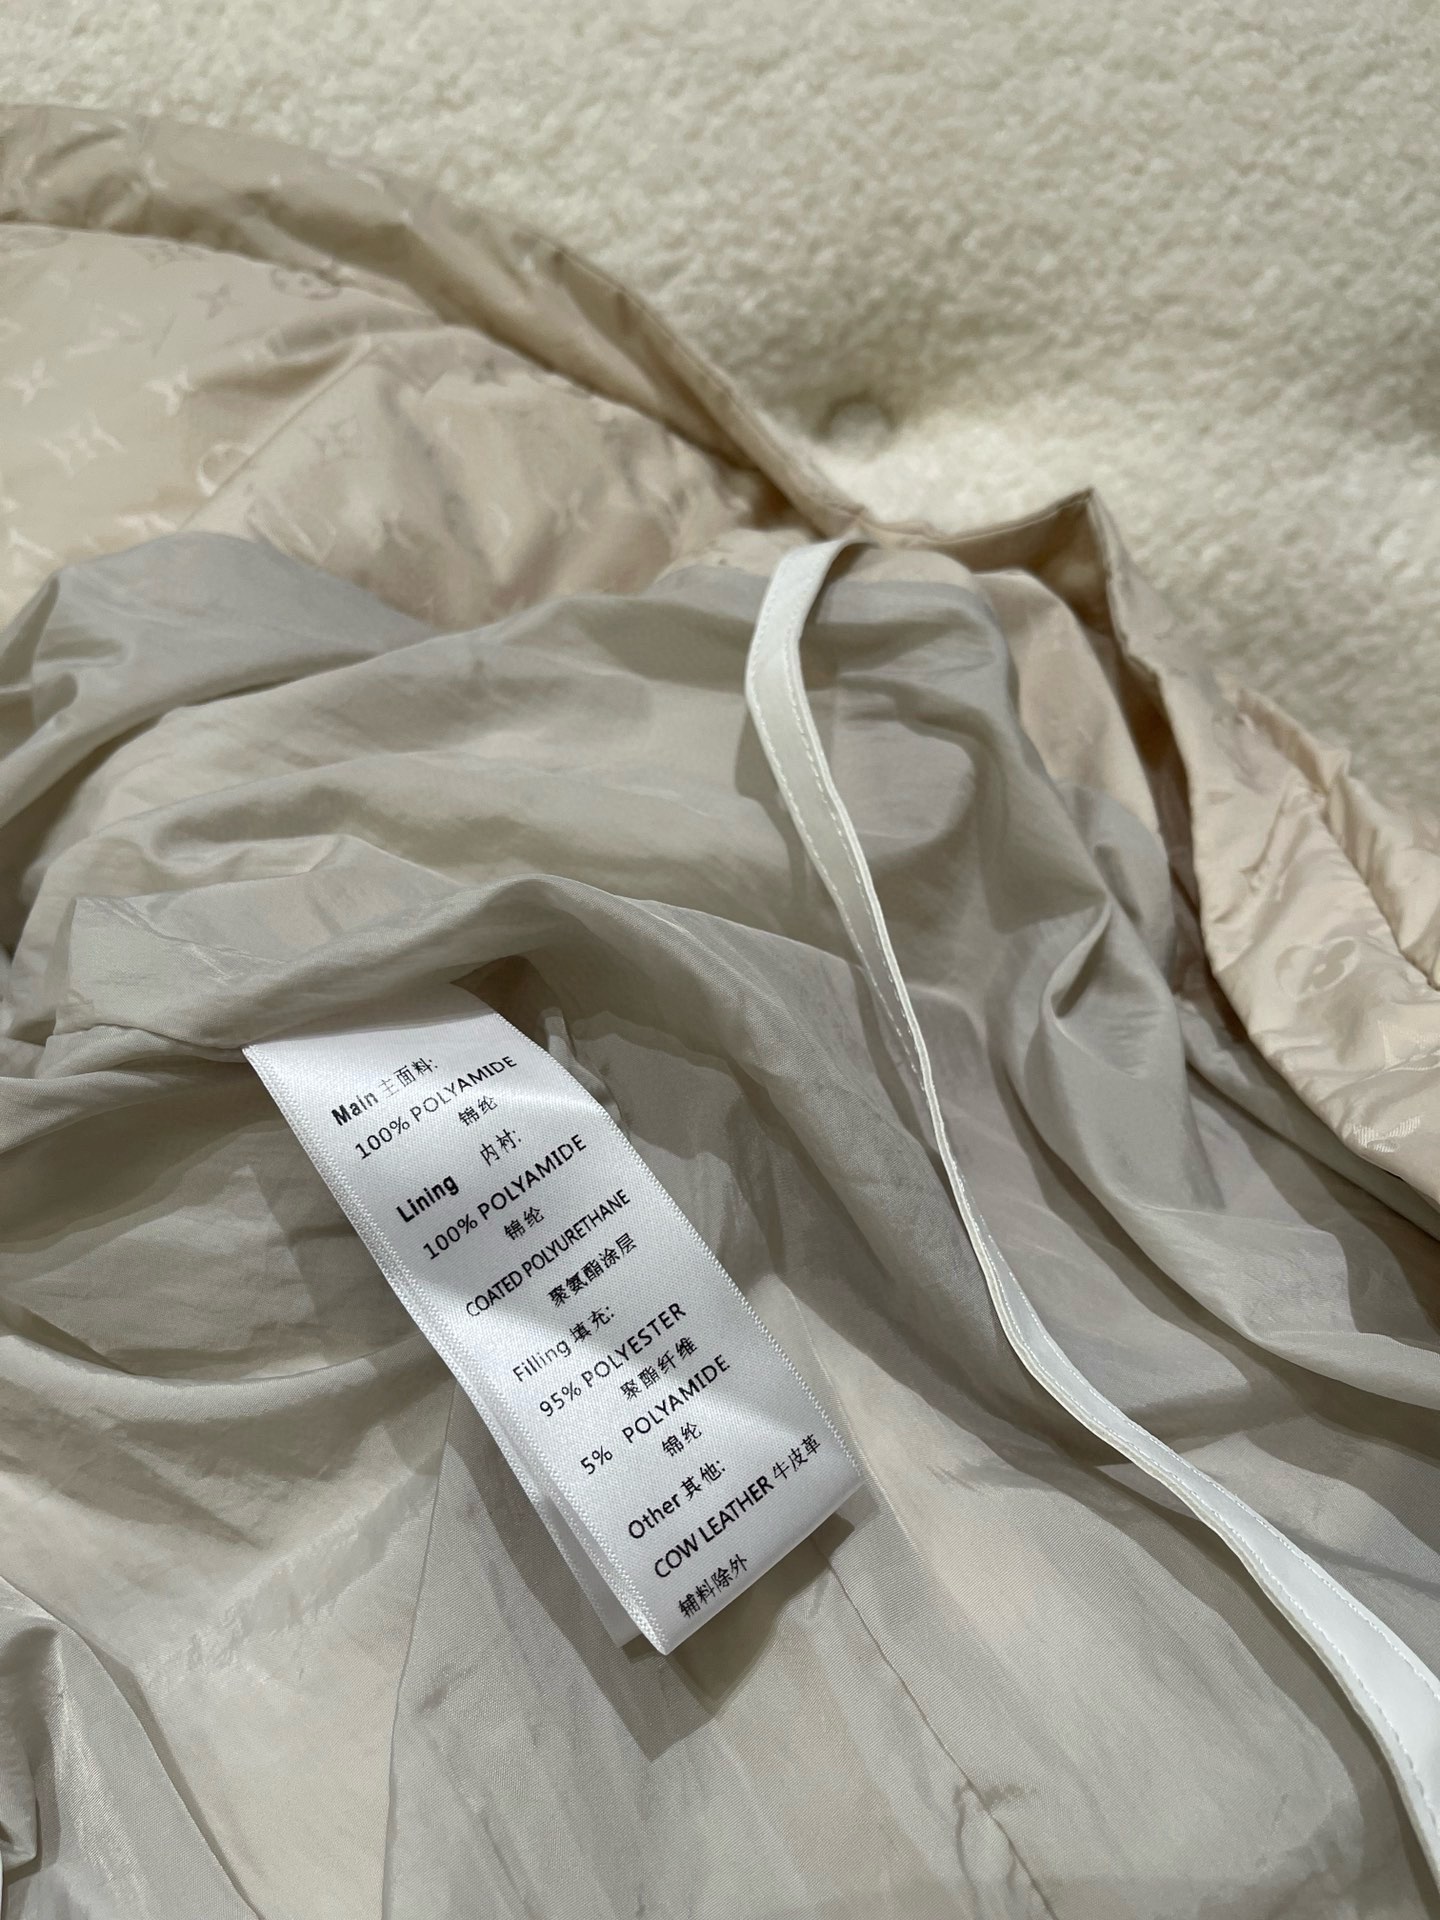 Main 主面料:
100% POLYAMIDE
锦纶
Lining 内衬:
100% POLYAMIDE
锦纶
COATED POLYURETHANE
聚氨酯涂层
Filling 填充:
95% POLYESTER
聚酯纤维
5% POLYAMIDE
锦纶
Other 其他:
COW LEATHER 牛皮革
辅料除外